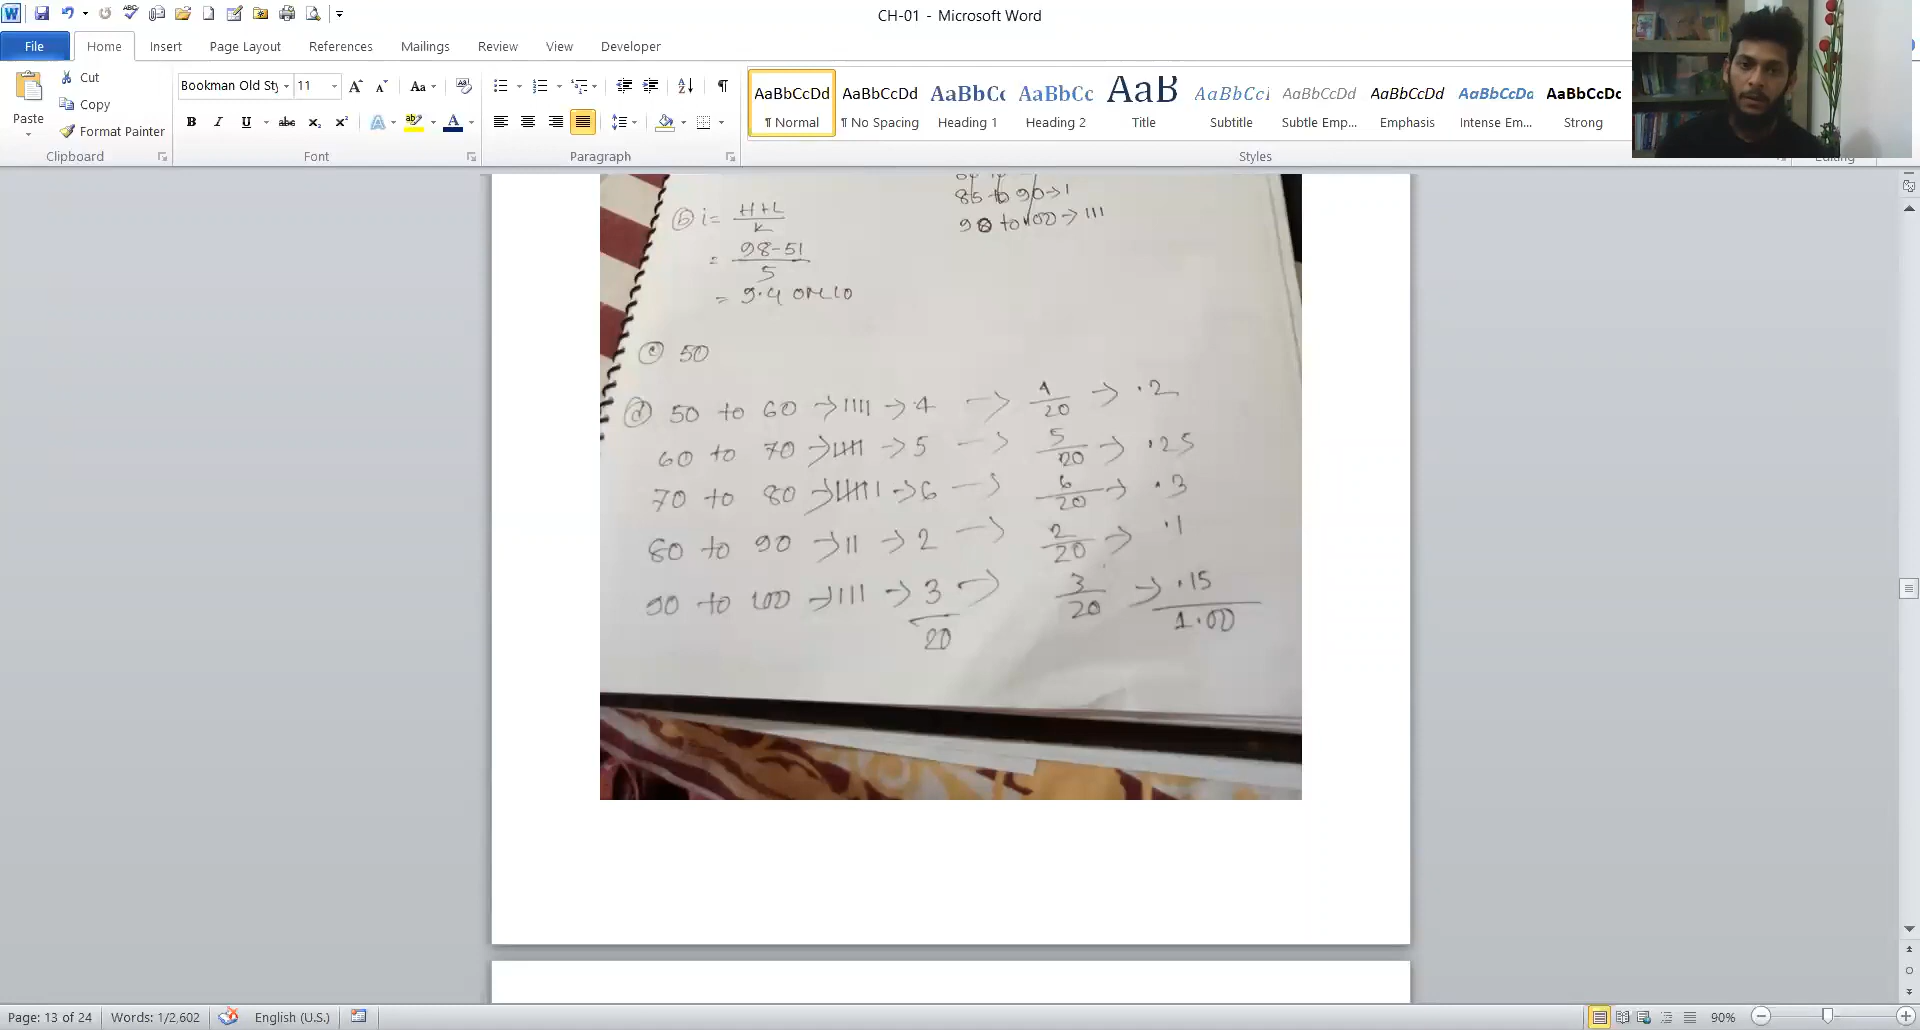 CH-01 - Microsoft Word
File Home Insert Page Layout References Mailings Review View Developer
Paste
Cut
Copy
Format Painter
Clipboard
Bookman Old Sty 11
Font
Paragraph
AaBbCcDd AaBbCcDd AaBbCc AaBbCc AaB AaBbCcI AaBbCcDd AaBbCcDd AaBbCcDd AaBbCcDc
¶ Normal ¶ No Spacing Heading 1 Heading 2 Title Subtitle Subtle Emp... Emphasis Intense Em... Strong
Styles
85 to 90 → 1
90 to 100 → 111
(b) i = H+L / K
= 98-51 / 5
= 9.4 or 10
(c) 50
(d) 50 to 60 → |||| → 4 → 4/20 → .2
60 to 70 → 𝍸 → 5 → 5/20 → .25
70 to 80 → 𝍸 | → 6 → 6/20 → .3
80 to 90 → || → 2 → 2/20 → .1
90 to 100 → ||| → 3 → 3/20 → .15
20 1.00
Page: 13 of 24 Words: 1/2,602 English (U.S.) 90%